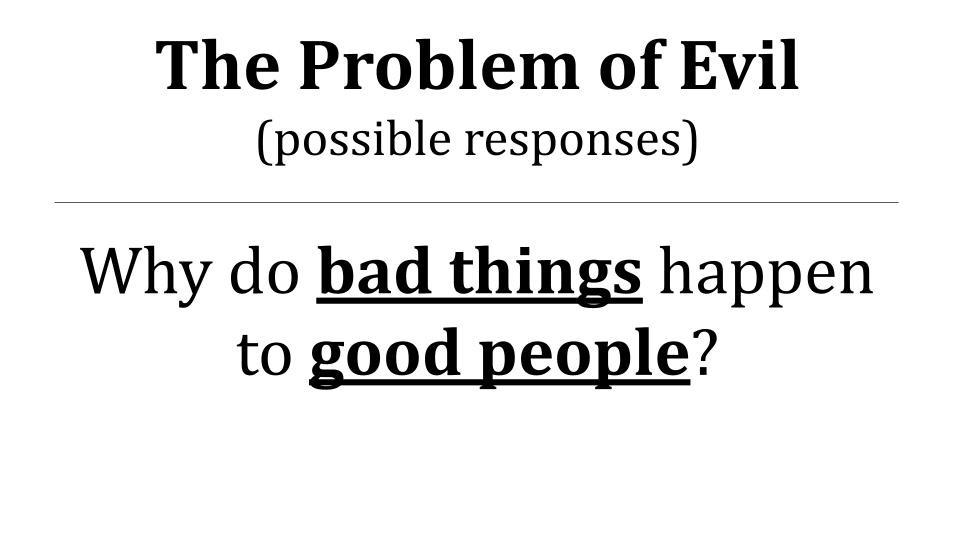 The Problem of Evil
(possible responses)
Why do bad things happen
to good people?